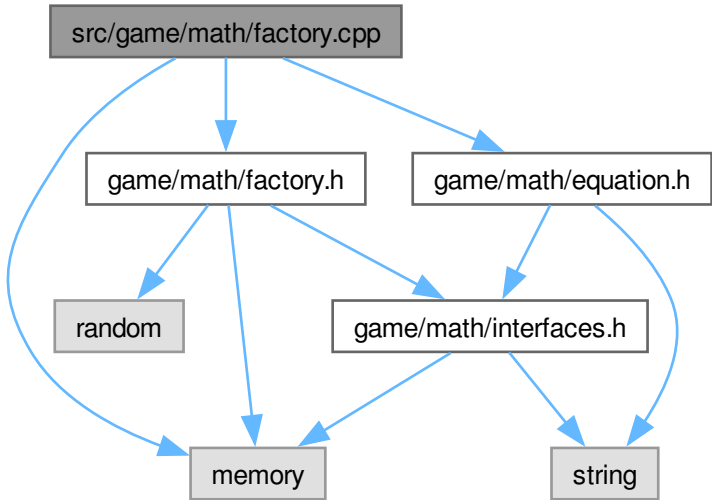 src/game/math/factory.cpp
game/math/factory.h
game/math/equation.h
random
game/math/interfaces.h
memory
string